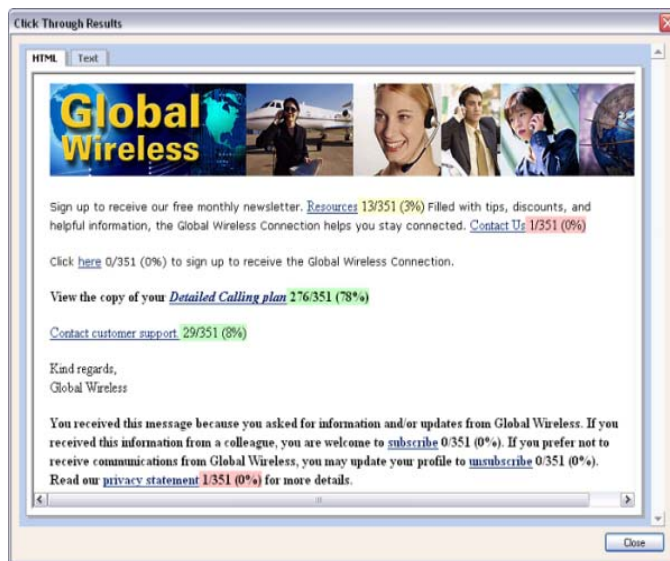 Click Through Results
HTML Text
Global
Wireless
Sign up to receive our free monthly newsletter. Resources 13/351 (3%) Filled with tips, discounts, and
helpful information, the Global Wireless Connection helps you stay connected. Contact Us 1/351 (0%)
Click here 0/351 (0%) to sign up to receive the Global Wireless Connection.
View the copy of your Detailed Calling plan 276/351 (78%)
Contact customer support. 29/351 (8%)
Kind regards,
Global Wireless
You received this message because you asked for information and/or updates from Global Wireless. If you
received this information from a colleague, you are welcome to subscribe 0/351 (0%). If you prefer not to
receive communications from Global Wireless, you may update your profile to unsubscribe 0/351 (0%).
Read our privacy statement 1/351 (0%) for more details.
Close